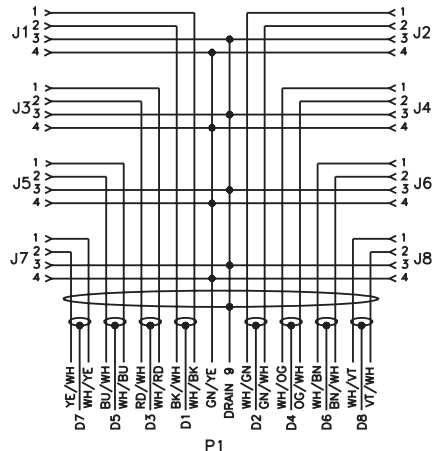 1 1
J1 2 2 J2
3 3
4 4
1 1
J3 2 2 J4
3 3
4 4
1 1
J5 2 2 J6
3 3
4 4
1 1
J7 2 2 J8
3 3
4 4
YE/WH
D7
WH/YE
BU/WH
D5
WH/BU
RD/WH
D3
WH/RD
BK/WH
D1
WH/BK
GN/YE
DRAIN 9
WH/GN
D2
GN/WH
WH/OG
D4
OG/WH
WH/BN
D6
BN/WH
WH/VT
D8
VT/WH
P1